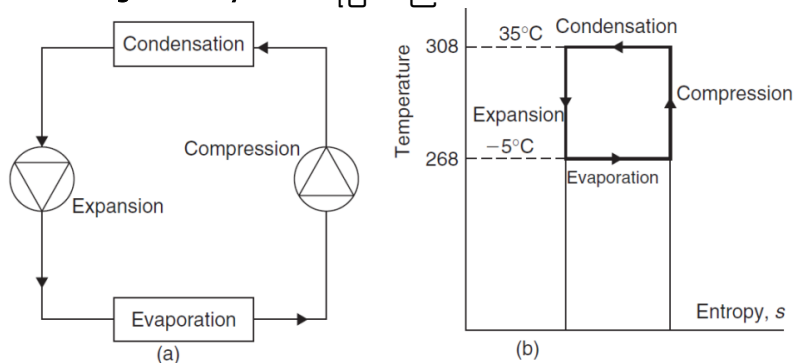 Condensation
Compression
Expansion
Evaporation
(a)
Temperature
308
35°C
Condensation
Compression
Expansion
−5°C
268
Evaporation
Entropy, s
(b)